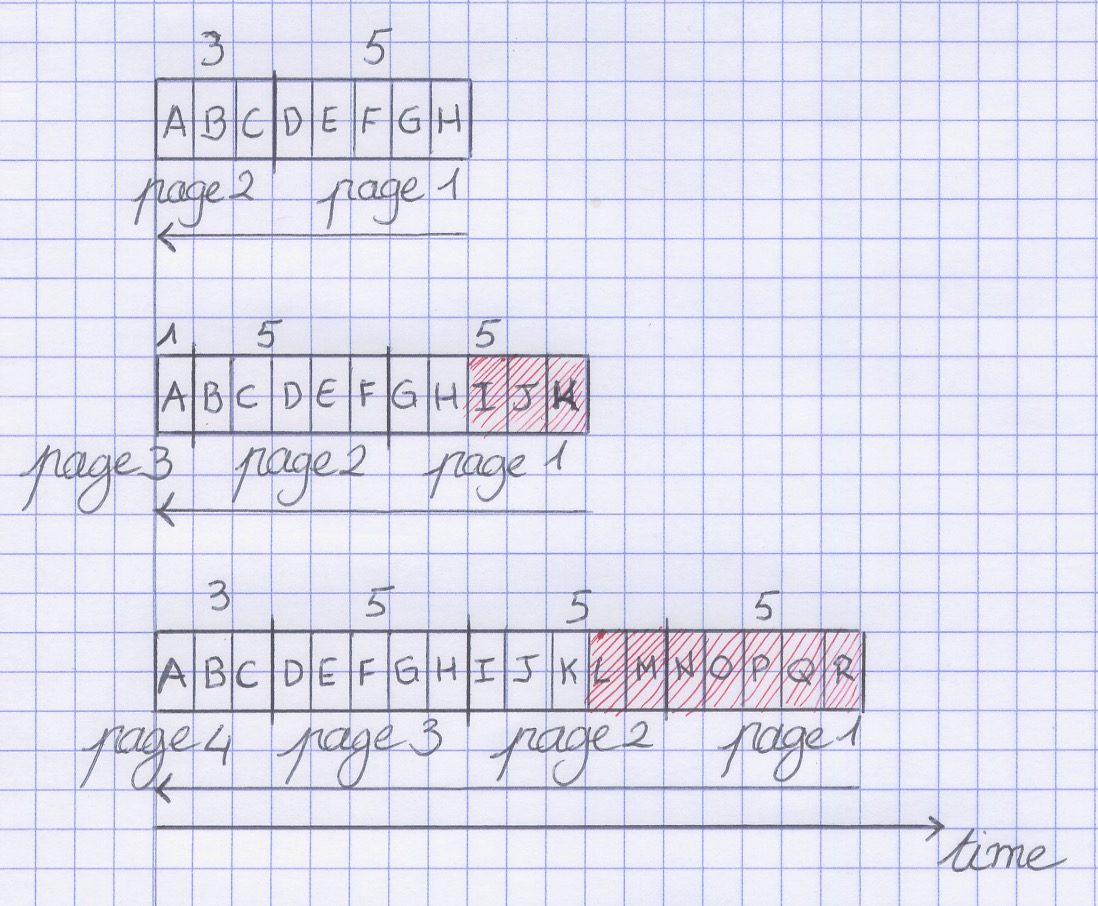 3 5
A B C D E F G H
page 2 page 1
1 5 5
A B C D E F G H I J K
page 3 page 2 page 1
3 5 5 5
A B C D E F G H I J K L M N O P Q R
page 4 page 3 page 2 page 1
time